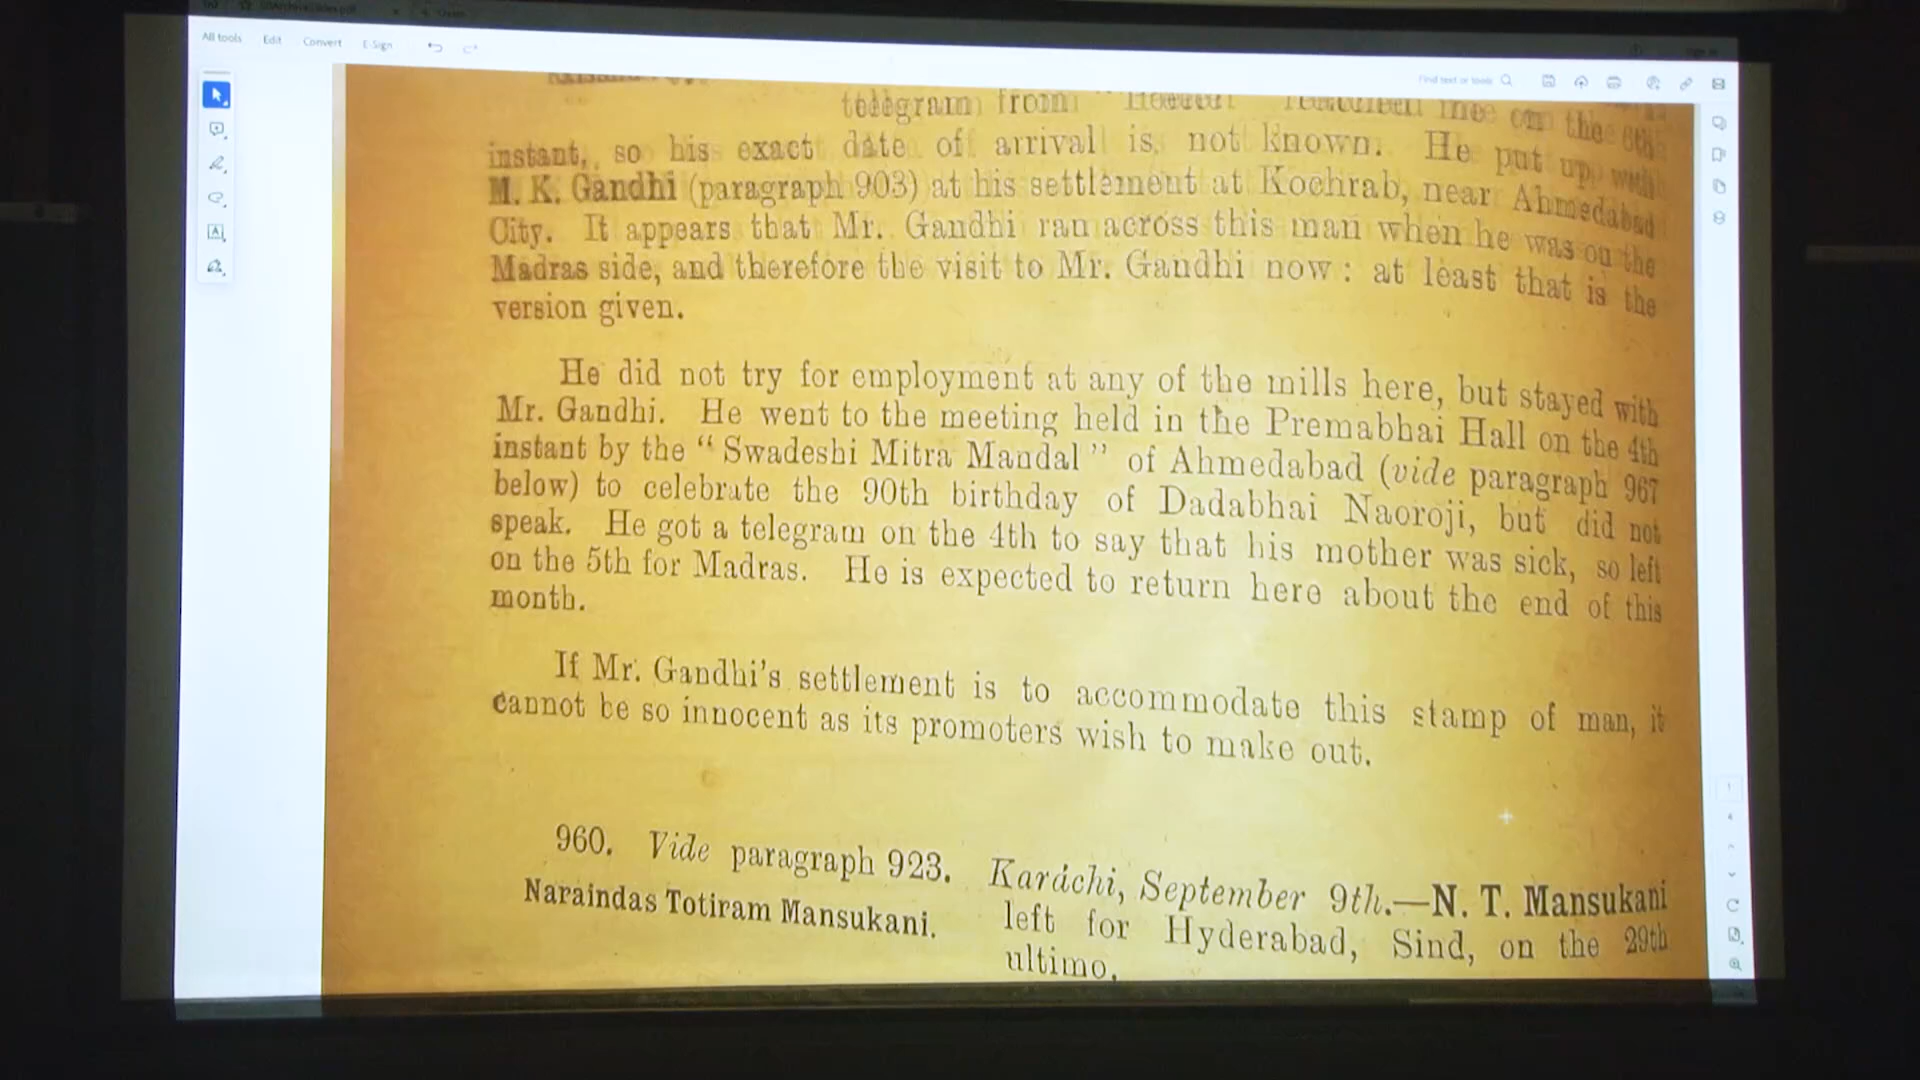 All tools Edit Convert E-Sign
Find text or tools
telegram from me on the 6th
instant, so his exact date of arrival is not known. He put up with
M. K. Gandhi (paragraph 903) at his settlement at Kochrab, near Ahmedabad
City. It appears that Mr. Gandhi ran across this man when he was on the
Madras side, and therefore the visit to Mr. Gandhi now: at least that is the
version given.
He did not try for employment at any of the mills here, but stayed with
Mr. Gandhi. He went to the meeting held in the Premabhai Hall on the 4th
instant by the "Swadeshi Mitra Mandal" of Ahmedabad (vide paragraph 967
below) to celebrate the 90th birthday of Dadabhai Naoroji, but did not
speak. He got a telegram on the 4th to say that his mother was sick, so left
on the 5th for Madras. He is expected to return here about the end of this
month.
If Mr. Gandhi's settlement is to accommodate this stamp of man, it
cannot be so innocent as its promoters wish to make out.
960. Vide paragraph 923. Karáchi, September 9th.—N. T. Mansukani
Naraindas Totiram Mansukani. left for Hyderabad, Sind, on the 29th
ultimo.